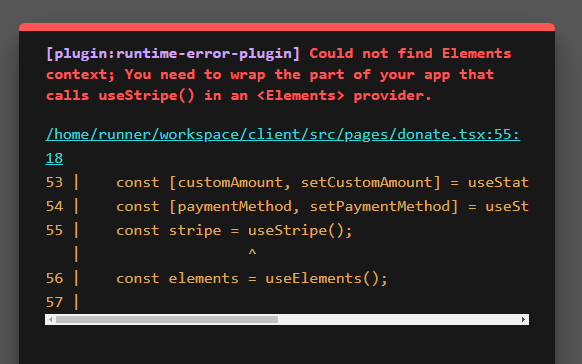 [plugin:runtime-error-plugin] Could not find Elements
context; You need to wrap the part of your app that
calls useStripe() in an <Elements> provider.
/home/runner/workspace/client/src/pages/donate.tsx:55:
18
53 |    const [customAmount, setCustomAmount] = useStat
54 |    const [paymentMethod, setPaymentMethod] = useSt
55 |    const stripe = useStripe();
   |                   ^
56 |    const elements = useElements();
57 |